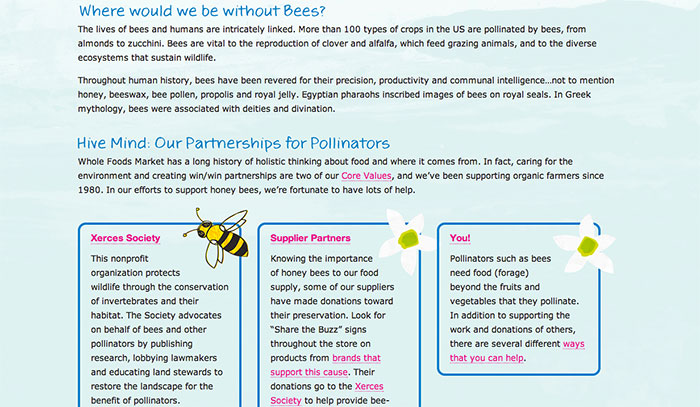 Where would we be without Bees?
The lives of bees and humans are intricately linked. More than 100 types of crops in the US are pollinated by bees, from
almonds to zucchini. Bees are vital to the reproduction of clover and alfalfa, which feed grazing animals, and to the diverse
ecosystems that sustain wildlife.
Throughout human history, bees have been revered for their precision, productivity and communal intelligence...not to mention
honey, beeswax, bee pollen, propolis and royal jelly. Egyptian pharaohs inscribed images of bees on royal seals. In Greek
mythology, bees were associated with deities and divination.
Hive Mind: Our Partnerships for Pollinators
Whole Foods Market has a long history of holistic thinking about food and where it comes from. In fact, caring for the
environment and creating win/win partnerships are two of our Core Values, and we've been supporting organic farmers since
1980. In our efforts to support honey bees, we're fortunate to have lots of help.
Xerces Society
This nonprofit
organization protects
wildlife through the conservation
of invertebrates and their
habitat. The Society advocates
on behalf of bees and other
pollinators by publishing
research, lobbying lawmakers
and educating land stewards to
restore the landscape for the
benefit of pollinators.
Supplier Partners
Knowing the importance
of honey bees to our food
supply, some of our suppliers
have made donations toward
their preservation. Look for
"Share the Buzz" signs
throughout the store on
products from brands that
support this cause. Their
donations go to the Xerces
Society to help provide bee-
You!
Pollinators such as bees
need food (forage)
beyond the fruits and
vegetables that they pollinate.
In addition to supporting the
work and donations of others,
there are several different ways
that you can help.